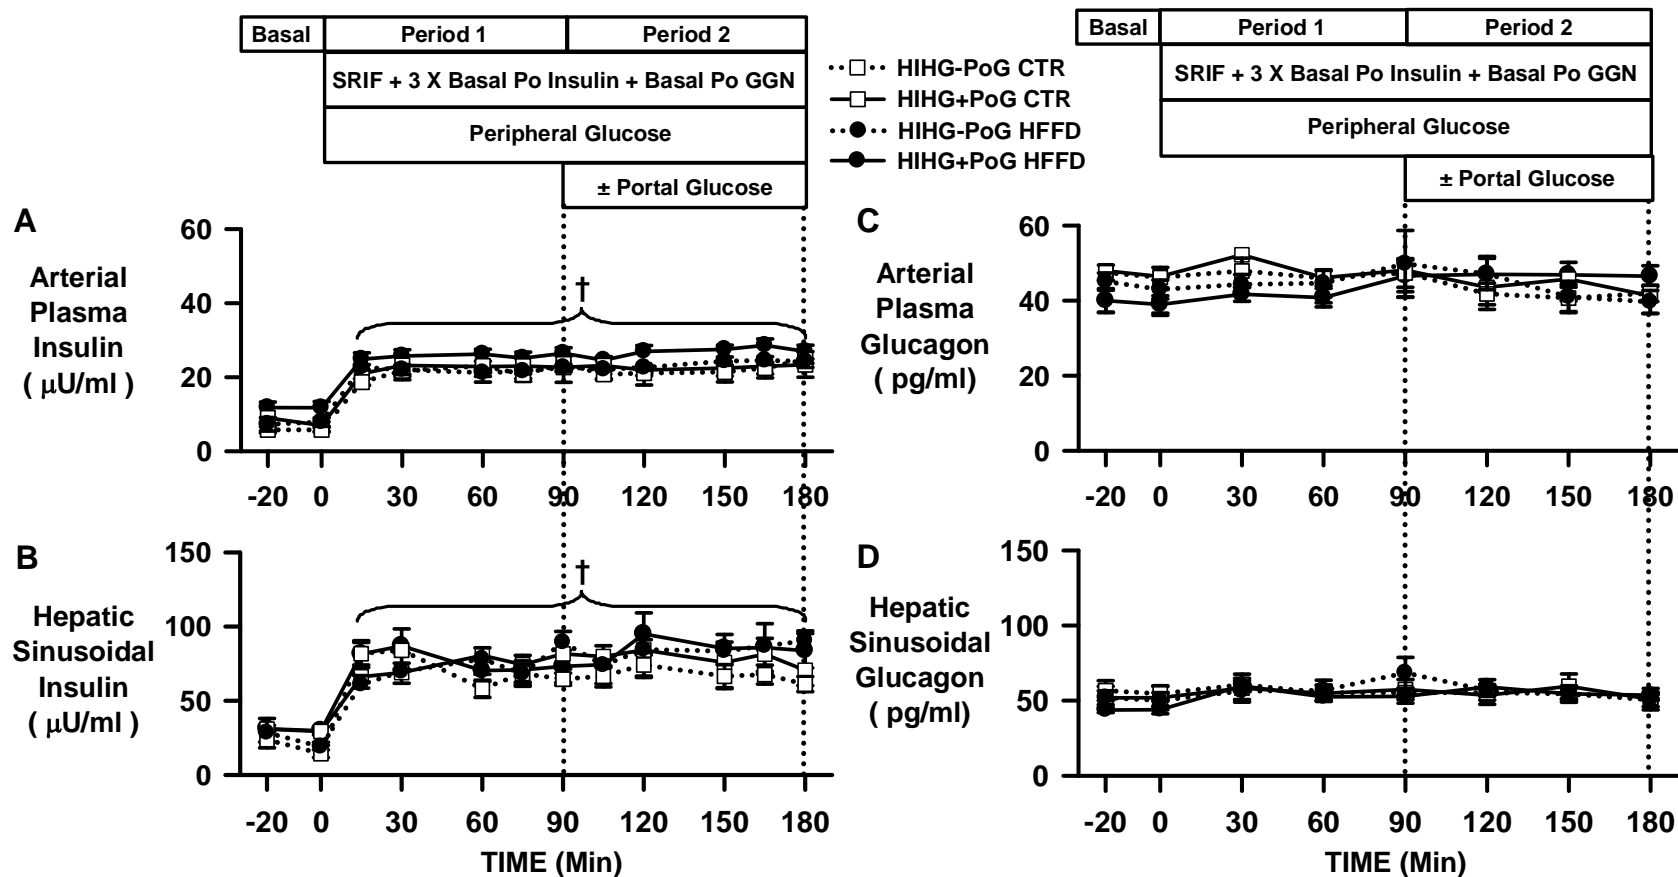 Basal Period 1 Period 2
SRIF + 3 X Basal Po Insulin + Basal Po GGN
Peripheral Glucose
± Portal Glucose
HIHG-PoG CTR
HIHG+PoG CTR
HIHG-PoG HFFD
HIHG+PoG HFFD
Basal Period 1 Period 2
SRIF + 3 X Basal Po Insulin + Basal Po GGN
Peripheral Glucose
± Portal Glucose
A
Arterial
Plasma
Insulin
( μU/ml )
60
40
20
0
†
-20 0 30 60 90 120 150 180
C
Arterial
Plasma
Glucagon
( pg/ml)
60
40
20
0
-20 0 30 60 90 120 150 180
B
Hepatic
Sinusoidal
Insulin
( μU/ml )
150
100
50
0
†
-20 0 30 60 90 120 150 180
TIME (Min)
D
Hepatic
Sinusoidal
Glucagon
( pg/ml)
150
100
50
0
-20 0 30 60 90 120 150 180
TIME (Min)